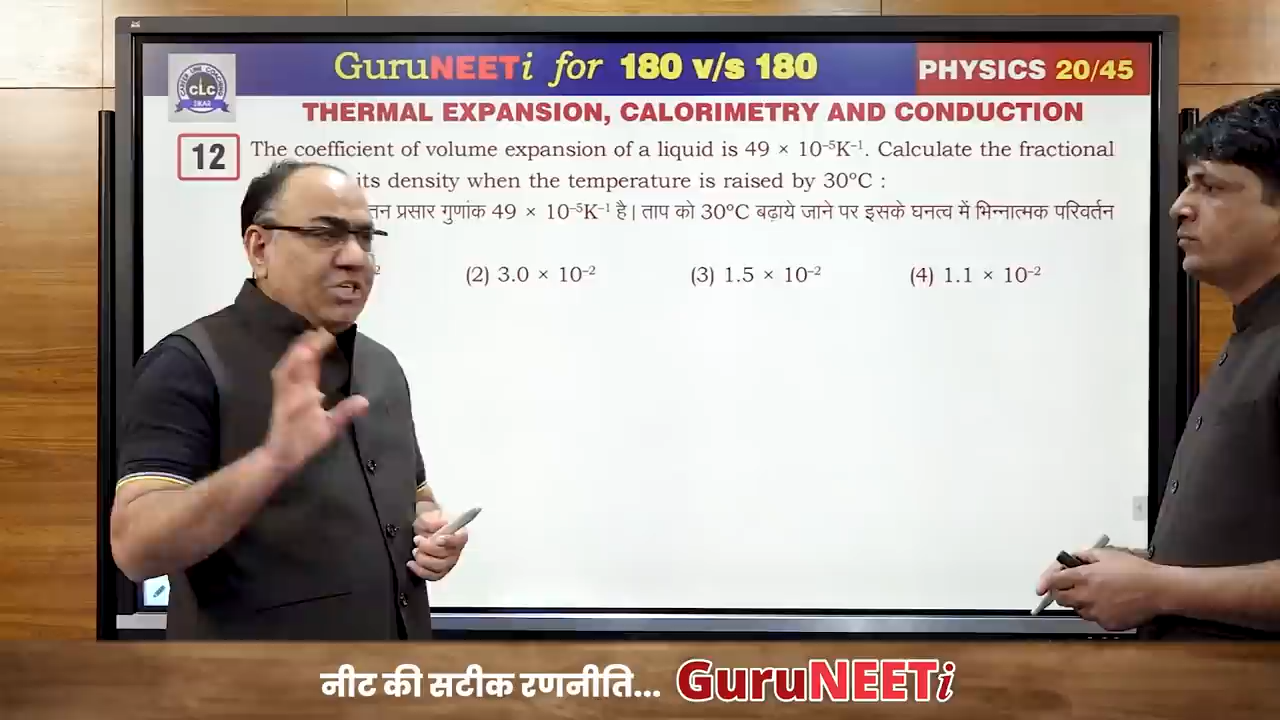 GuruNEETi for 180 v/s 180
PHYSICS 20/45
CLC
SIKAR
THERMAL EXPANSION, CALORIMETRY AND CONDUCTION
12
The coefficient of volume expansion of a liquid is 49 × 10⁻⁵K⁻¹. Calculate the fractional
its density when the temperature is raised by 30°C :
प्रसार गुणांक 49 × 10⁻⁵K⁻¹ है। ताप को 30°C बढ़ाये जाने पर इसके घनत्व में भिन्नात्मक परिवर्तन
(2) 3.0 × 10⁻² (3) 1.5 × 10⁻² (4) 1.1 × 10⁻²
नीट की सटीक रणनीति... GuruNEETi